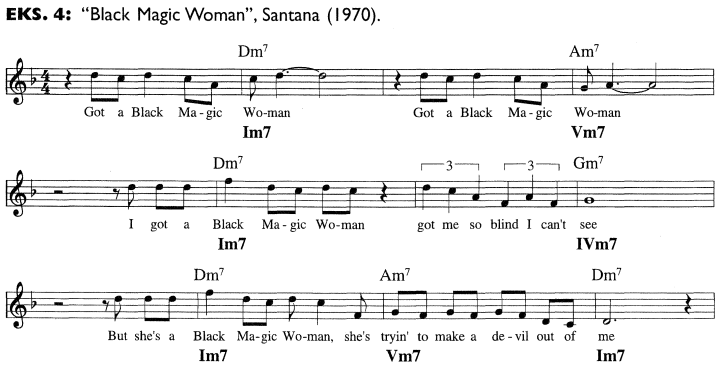 EKS. 4: “Black Magic Woman”, Santana (1970).
Dm7 Am7
Got a Black Ma-gic Wo-man Got a Black Ma-gic Wo-man
Im7 Vm7
Dm7 3 3 Gm7
I got a Black Ma-gic Wo-man got me so blind I can't see
Im7 IVm7
Dm7 Am7 Dm7
But she's a Black Ma-gic Wo-man, she's tryin' to make a de-vil out of me
Im7 Vm7 Im7